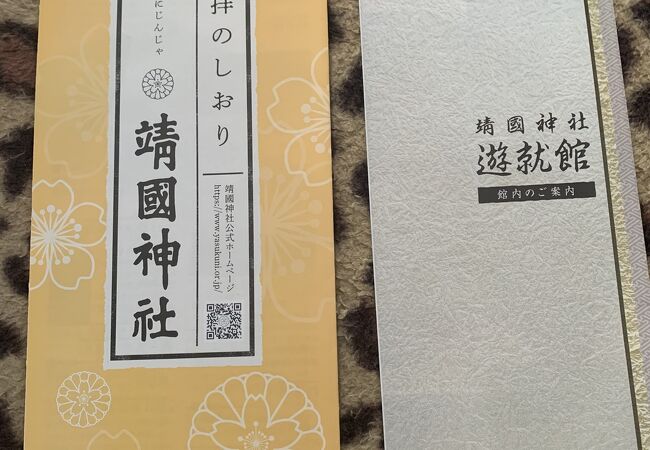 拝のしおり
にじんじゃ
靖國神社
靖國神社公式ホームページ
https://www.yasukuni.or.jp/
靖國神社
遊就館
館内のご案内